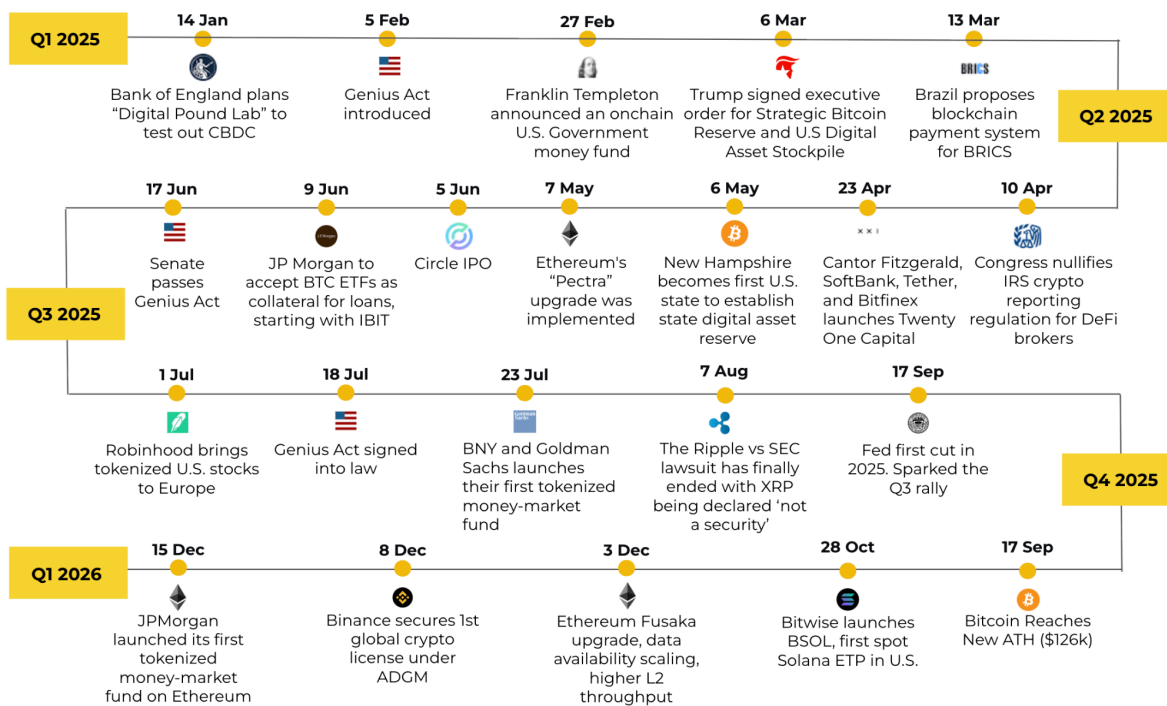 Q1 2025
14 Jan
Bank of England plans
“Digital Pound Lab” to
test out CBDC
5 Feb
Genius Act
introduced
27 Feb
Franklin Templeton
announced an onchain
U.S. Government
money fund
6 Mar
Trump signed executive
order for Strategic Bitcoin
Reserve and U.S Digital
Asset Stockpile
13 Mar
BRICS
Brazil proposes
blockchain
payment system
for BRICS
Q2 2025
17 Jun
Senate
passes
Genius Act
9 Jun
J.P.Morgan
JP Morgan to
accept BTC ETFs as
collateral for loans,
starting with IBIT
5 Jun
Circle IPO
7 May
Ethereum's
“Pectra”
upgrade was
implemented
6 May
New Hampshire
becomes first U.S.
state to establish
state digital asset
reserve
23 Apr
X X I
Cantor Fitzgerald,
SoftBank, Tether,
and Bitfinex
launches Twenty
One Capital
10 Apr
IRS
Congress nullifies
IRS crypto
reporting
regulation for DeFi
brokers
Q3 2025
1 Jul
Robinhood brings
tokenized U.S. stocks
to Europe
18 Jul
Genius Act signed
into law
23 Jul
Goldman
Sachs
BNY and Goldman
Sachs launches
their first tokenized
money-market
fund
7 Aug
The Ripple vs SEC
lawsuit has finally
ended with XRP
being declared ‘not
a security’
17 Sep
Fed first cut in
2025. Sparked the
Q3 rally
Q4 2025
Q1 2026
15 Dec
JPMorgan
launched its first
tokenized
money-market
fund on Ethereum
8 Dec
Binance secures 1st
global crypto
license under
ADGM
3 Dec
Ethereum Fusaka
upgrade, data
availability scaling,
higher L2
throughput
28 Oct
Bitwise launches
BSOL, first spot
Solana ETP in U.S.
17 Sep
Bitcoin Reaches
New ATH ($126k)